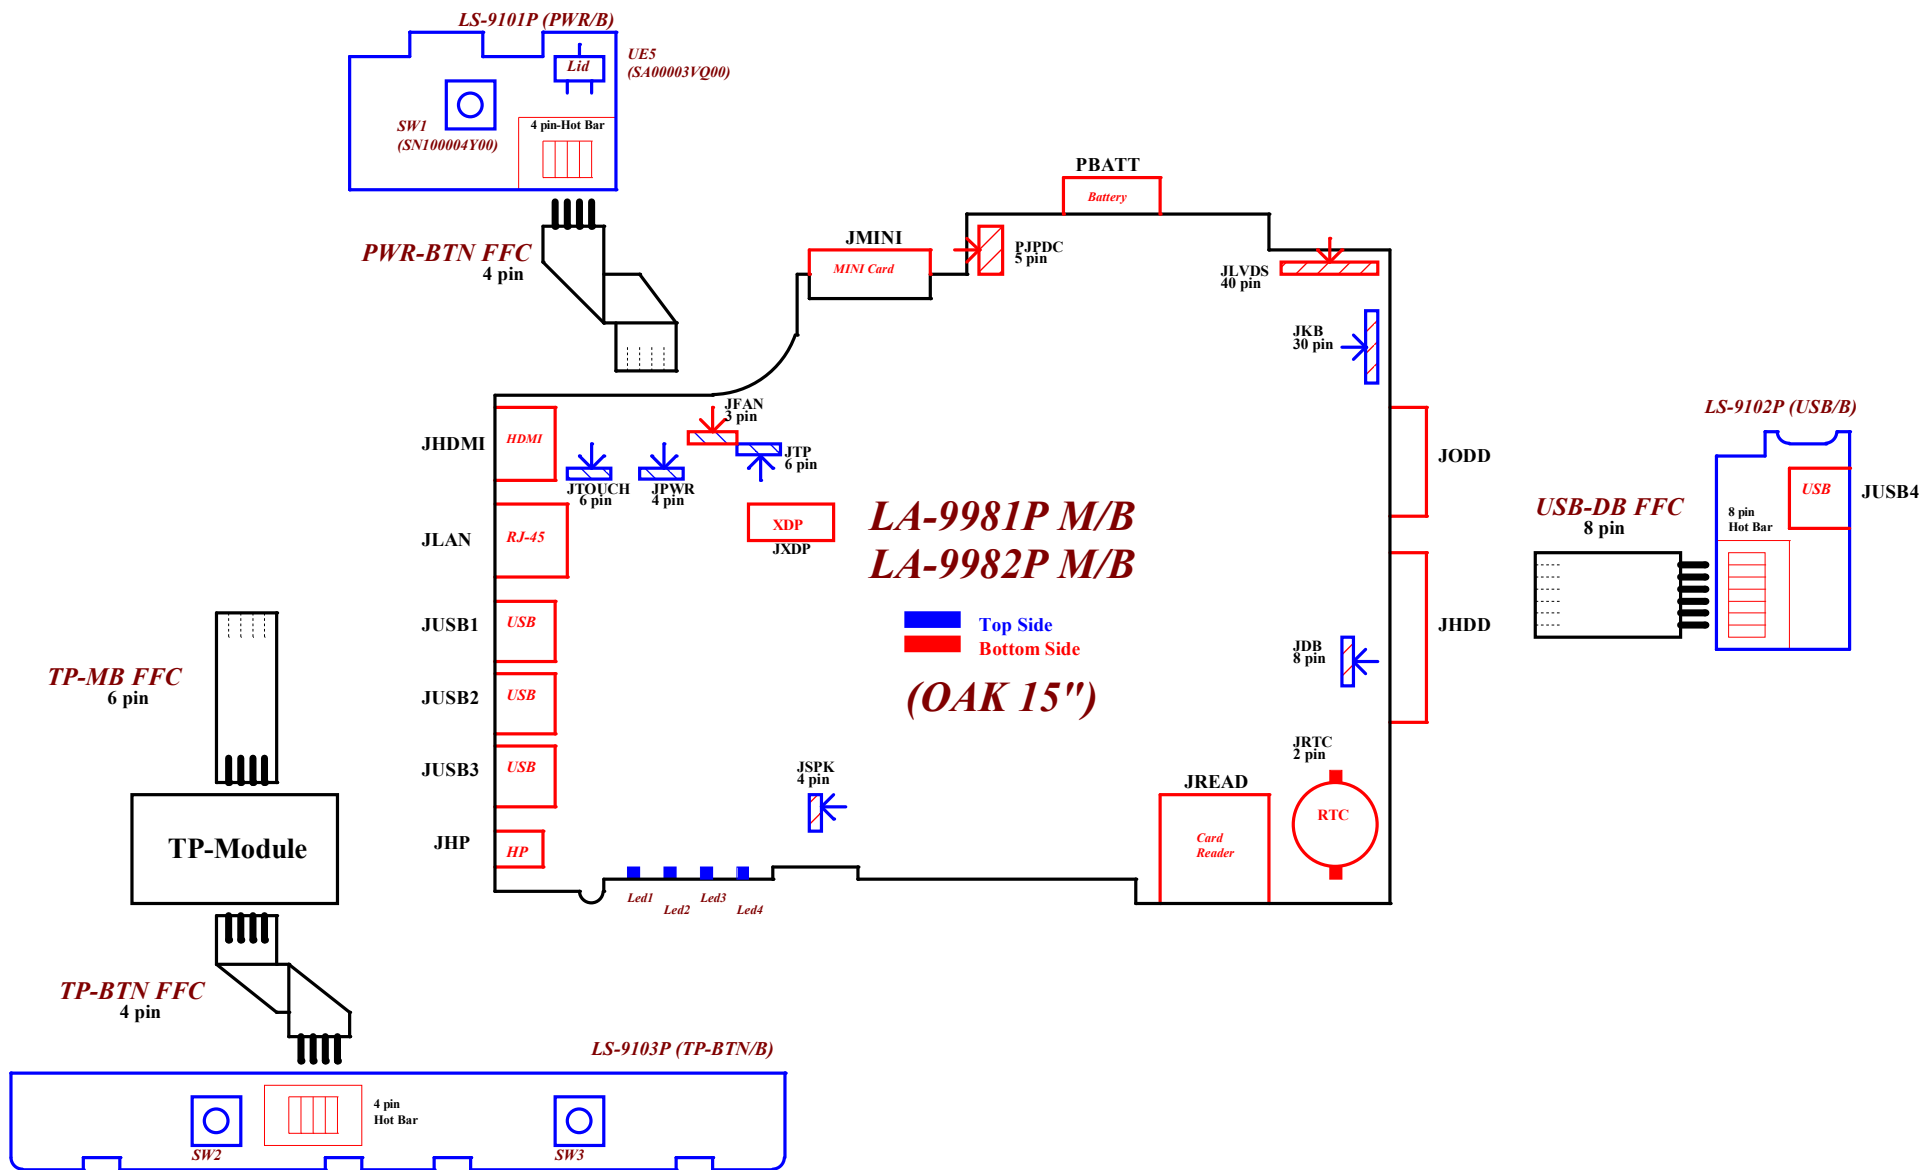 LS-9101P (PWR/B)
UE5
(SA00003VQ00)
Lid
SW1
(SN100004Y00)
4 pin-Hot Bar
PWR-BTN FFC
4 pin
PBATT
Battery
JMINI
MINI Card
PJPDC
5 pin
JLVDS
40 pin
JKB
30 pin
JFAN
3 pin
JTP
6 pin
JHDMI
HDMI
JTOUCH
6 pin
JPWR
4 pin
JLAN
RJ-45
XDP
JXDP
LA-9981P M/B
LA-9982P M/B
Top Side
Bottom Side
(OAK 15")
JODD
JHDD
JDB
8 pin
LS-9102P (USB/B)
USB
JUSB4
8 pin
Hot Bar
USB-DB FFC
8 pin
JUSB1
USB
JUSB2
USB
JUSB3
USB
JHP
HP
TP-MB FFC
6 pin
TP-Module
TP-BTN FFC
4 pin
JSPK
4 pin
JREAD
Card
Reader
JRTC
2 pin
RTC
Led1
Led2
Led3
Led4
LS-9103P (TP-BTN/B)
4 pin
Hot Bar
SW2
SW3